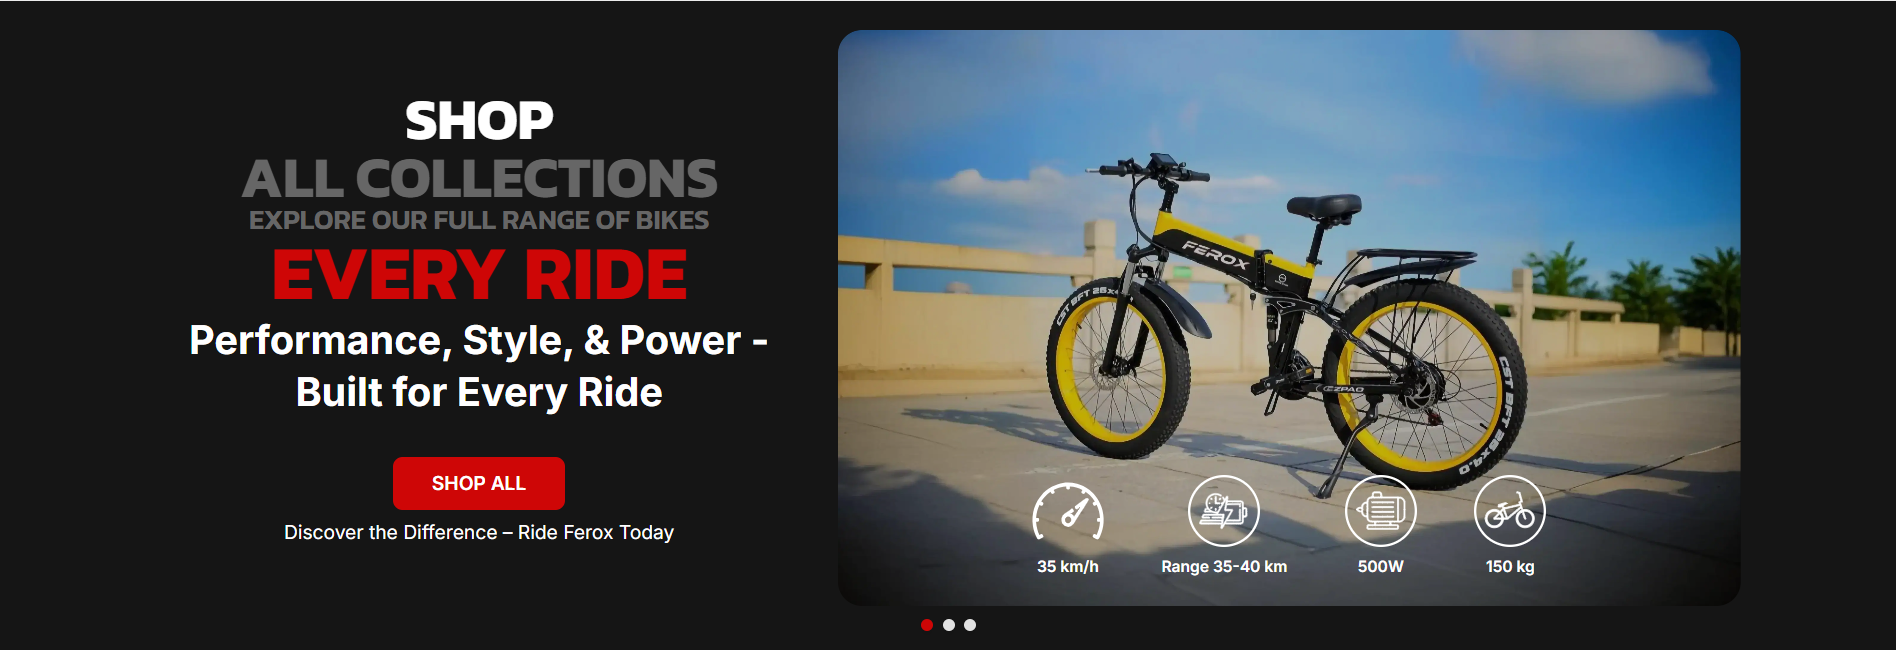 SHOP
ALL COLLECTIONS
EXPLORE OUR FULL RANGE OF BIKES
EVERY RIDE
Performance, Style, & Power -
Built for Every Ride
SHOP ALL
Discover the Difference – Ride Ferox Today
FEROX
CST BFT 26x4.0
EZPAO
CST BFT 26x4.0
35 km/h
Range 35-40 km
500W
150 kg